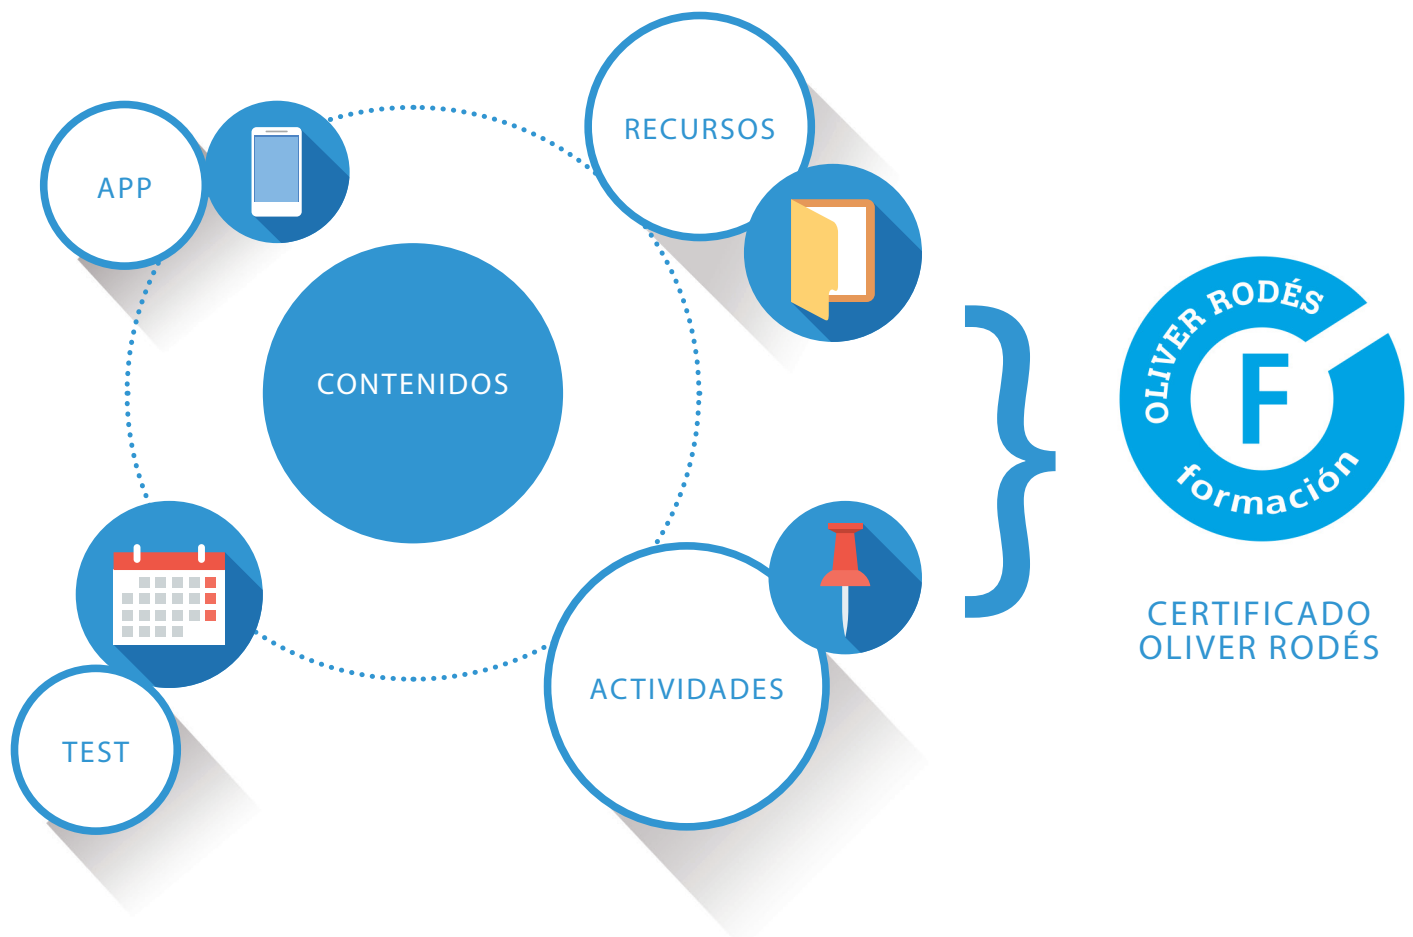 RECURSOS
APP
CONTENIDOS
OLIVER RODÉS
F
formación
CERTIFICADO
OLIVER RODÉS
ACTIVIDADES
TEST